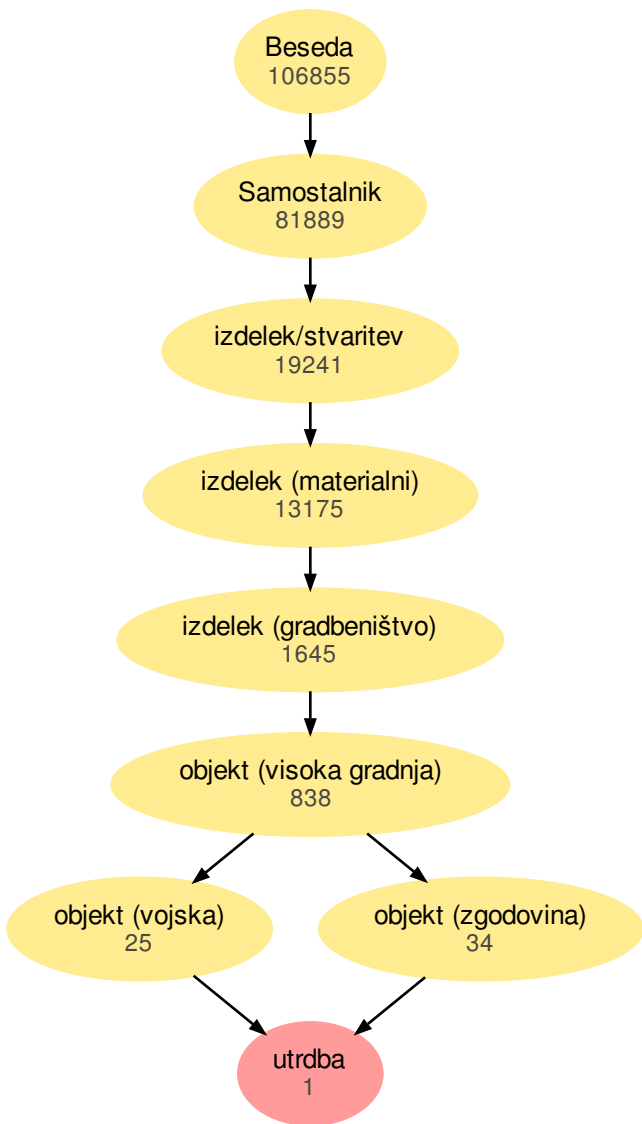 Beseda
106855
Samostalnik
81889
izdelek/stvaritev
19241
izdelek (materialni)
13175
izdelek (gradbeništvo)
1645
objekt (visoka gradnja)
838
objekt (vojska)
25
objekt (zgodovina)
34
utrdba
1